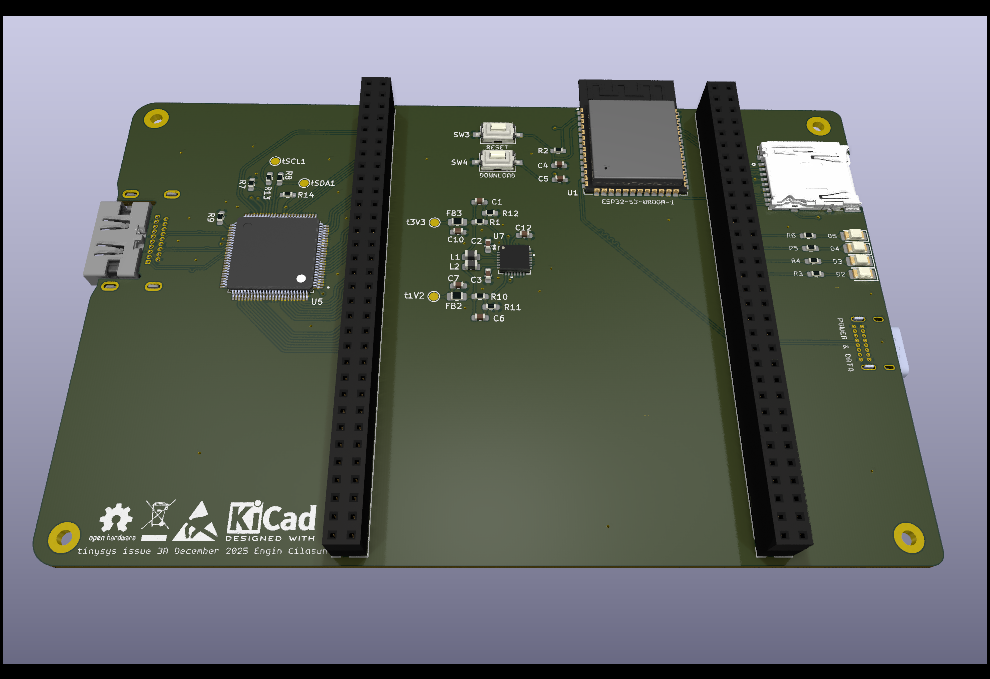 SW3
RESET
SW4
DOWNLOAD
R2
C4
C5
U1
ESP32-S3-WROOM-1
tSCL1
tSDA1
R7
R13
R8
R14
R9
U5
C1
R12
t3V3
FB3
R1
C10
C2
U7
C12
L1
L2
C7
C3
t1V2
FB2
R10
R11
C6
R6
D5
R5
D4
R4
D3
R3
D2
POWER & DATA
open hardware
KiCad
DESIGNED WITH
tinysys issue 3A December 2025 Engin Cilasun